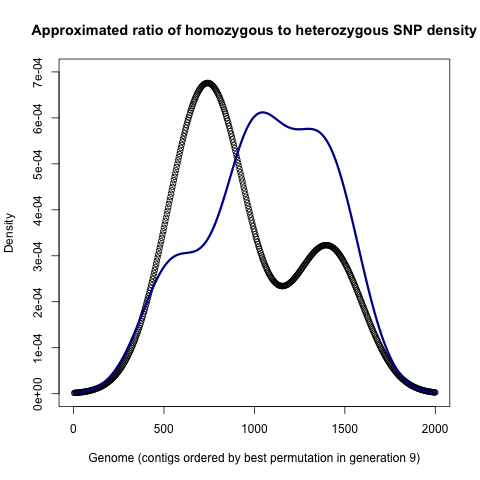 Approximated ratio of homozygous to heterozygous SNP density
7e-04
6e-04
5e-04
4e-04
3e-04
2e-04
1e-04
0e+00
Density
0 500 1000 1500 2000
Genome (contigs ordered by best permutation in generation 9)